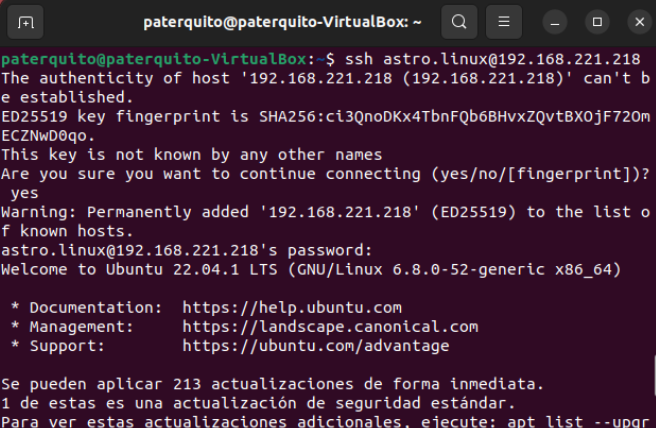 paterquito@paterquito-VirtualBox: ~
paterquito@paterquito-VirtualBox:~$ ssh astro.linux@192.168.221.218
The authenticity of host '192.168.221.218 (192.168.221.218)' can't b
e established.
ED25519 key fingerprint is SHA256:ci3QnoDKx4TbnFQb6BHvxZQvtBXOjF72Om
ECZNwD0qo.
This key is not known by any other names
Are you sure you want to continue connecting (yes/no/[fingerprint])?
yes
Warning: Permanently added '192.168.221.218' (ED25519) to the list o
f known hosts.
astro.linux@192.168.221.218's password:
Welcome to Ubuntu 22.04.1 LTS (GNU/Linux 6.8.0-52-generic x86_64)
* Documentation:  https://help.ubuntu.com
* Management:     https://landscape.canonical.com
* Support:        https://ubuntu.com/advantage
Se pueden aplicar 213 actualizaciones de forma inmediata.
1 de estas es una actualización de seguridad estándar.
Para ver estas actualizaciones adicionales, ejecute: apt list --upgr